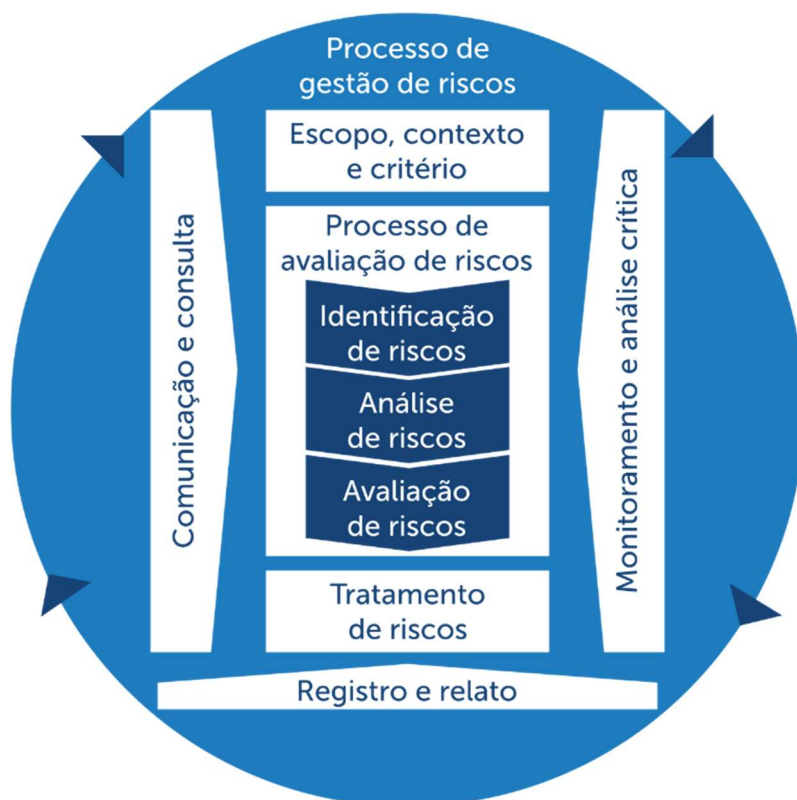 Processo de
gestão de riscos
Escopo, contexto
e critério
Processo de
avaliação de riscos
Identificação
de riscos
Análise
de riscos
Avaliação
de riscos
Tratamento
de riscos
Comunicação e consulta
Monitoramento e análise crítica
Registro e relato